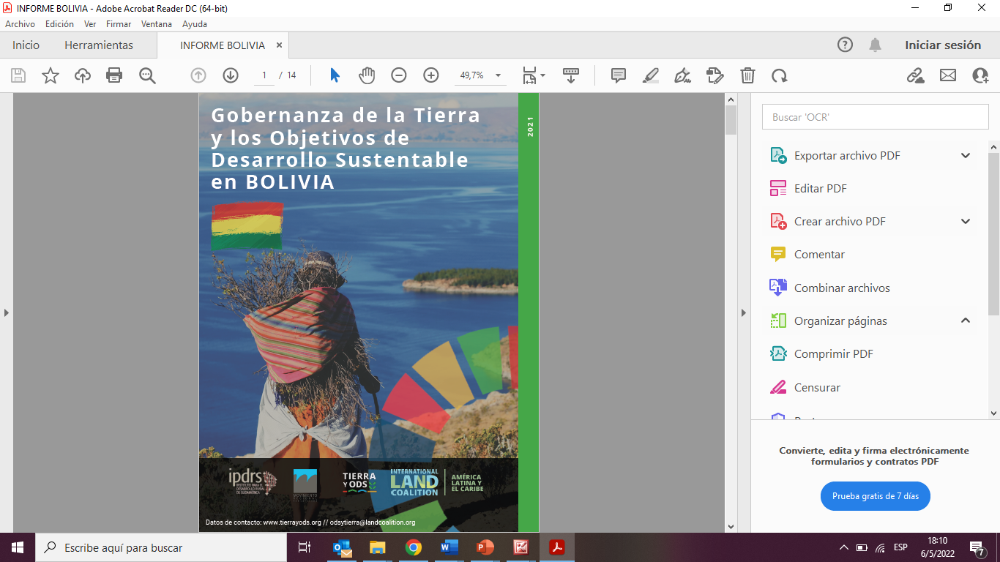 INFORME BOLIVIA - Adobe Acrobat Reader DC (64-bit)
Archivo Edición Ver Firmar Ventana Ayuda
Inicio Herramientas INFORME BOLIVIA × ? Iniciar sesión
1 / 14 49,7%
Gobernanza de la Tierra
y los Objetivos de
Desarrollo Sustentable
en BOLIVIA
2021
ipdrs
INSTITUTO PARA EL
DESARROLLO RURAL
DE SUDAMÉRICA
TIERRA
Y ODS
INTERNATIONAL
LAND
COALITION
AMÉRICA
LATINA Y
EL CARIBE
Datos de contacto: www.tierrayods.org // odsytierra@landcoalition.org
Buscar 'OCR'
Exportar archivo PDF
Editar PDF
Crear archivo PDF
Comentar
Combinar archivos
Organizar páginas
Comprimir PDF
Censurar
Convierte, edita y firma electrónicamente
formularios y contratos PDF
Prueba gratis de 7 días
Escribe aquí para buscar
ESP
18:10
6/5/2022
7